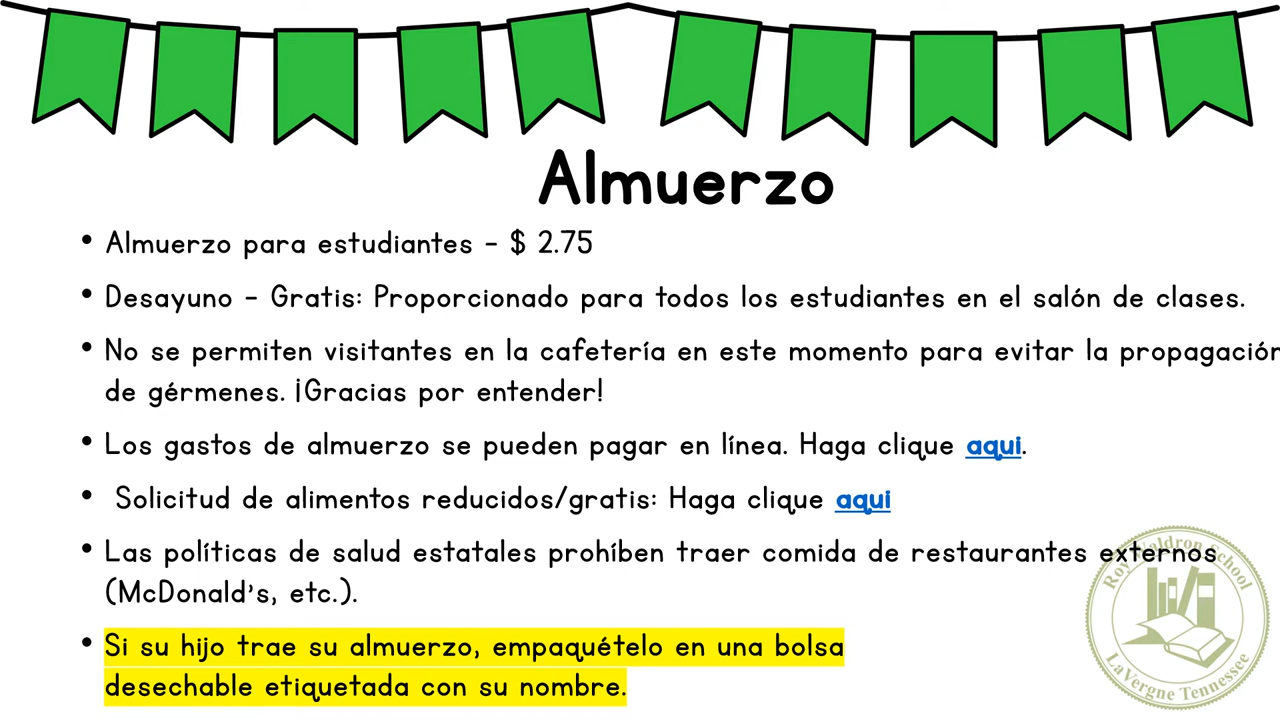 Almuerzo
• Almuerzo para estudiantes - $ 2.75
• Desayuno - Gratis: Proporcionado para todos los estudiantes en el salón de clases.
• No se permiten visitantes en la cafetería en este momento para evitar la propagación
de gérmenes. ¡Gracias por entender!
• Los gastos de almuerzo se pueden pagar en línea. Haga clique aqui.
• Solicitud de alimentos reducidos/gratis: Haga clique aqui
• Las políticas de salud estatales prohíben traer comida de restaurantes externos
(McDonald's, etc.).
• Si su hijo trae su almuerzo, empaquételo en una bolsa
desechable etiquetada con su nombre.
Roy Waldron School
LaVergne Tennessee